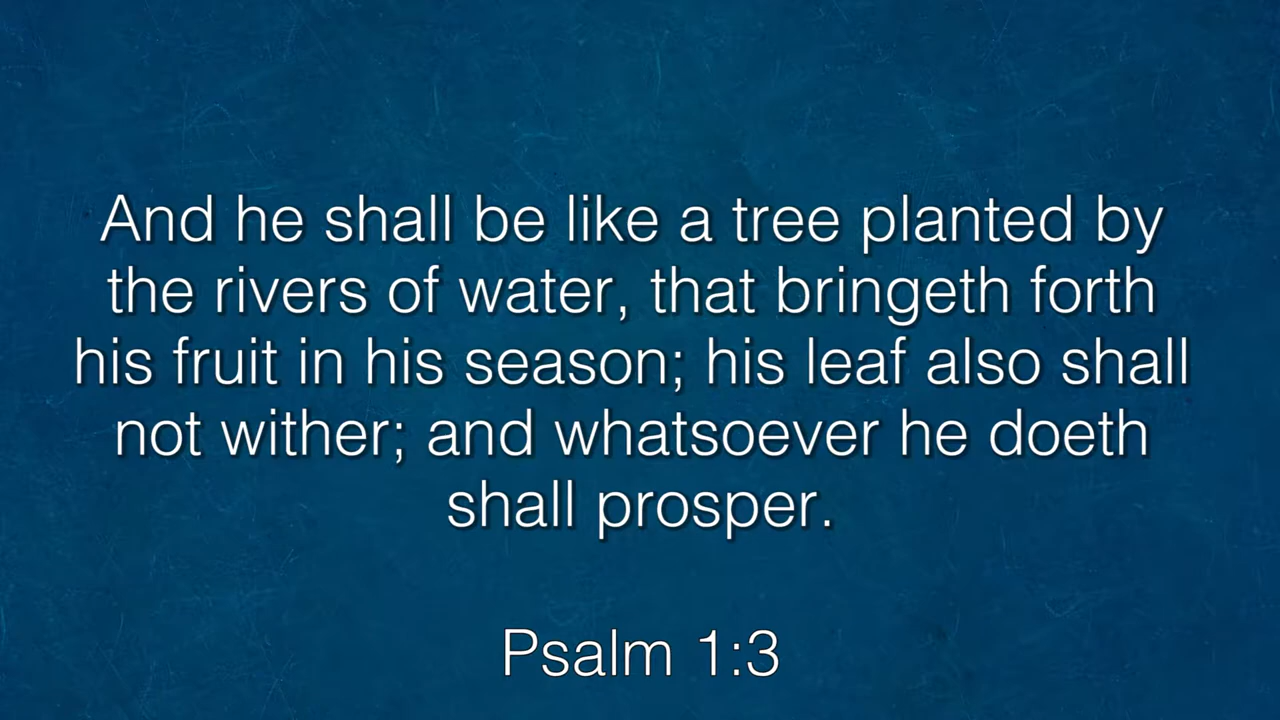 And he shall be like a tree planted by
the rivers of water, that bringeth forth
his fruit in his season; his leaf also shall
not wither; and whatsoever he doeth
shall prosper.
Psalm 1:3